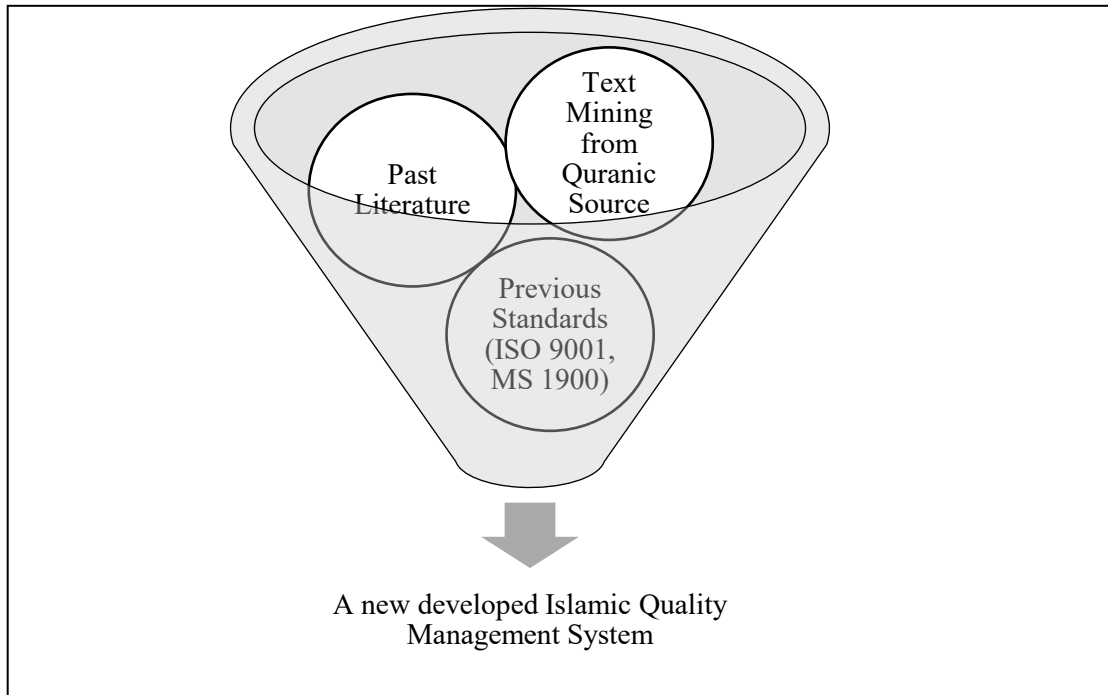 Text
Mining
from
Quranic
Source
Past
Literature
Previous
Standards
(ISO 9001,
MS 1900)
A new developed Islamic Quality
Management System